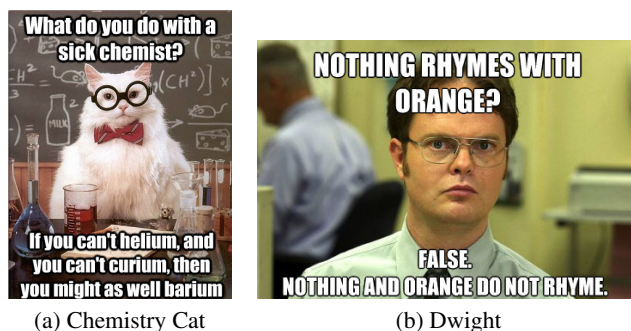 What do you do with a
sick chemist?
If you can't helium, and
you can't curium, then
you might as well barium
(a) Chemistry Cat
NOTHING RHYMES WITH
ORANGE?
FALSE.
NOTHING AND ORANGE DO NOT RHYME.
(b) Dwight